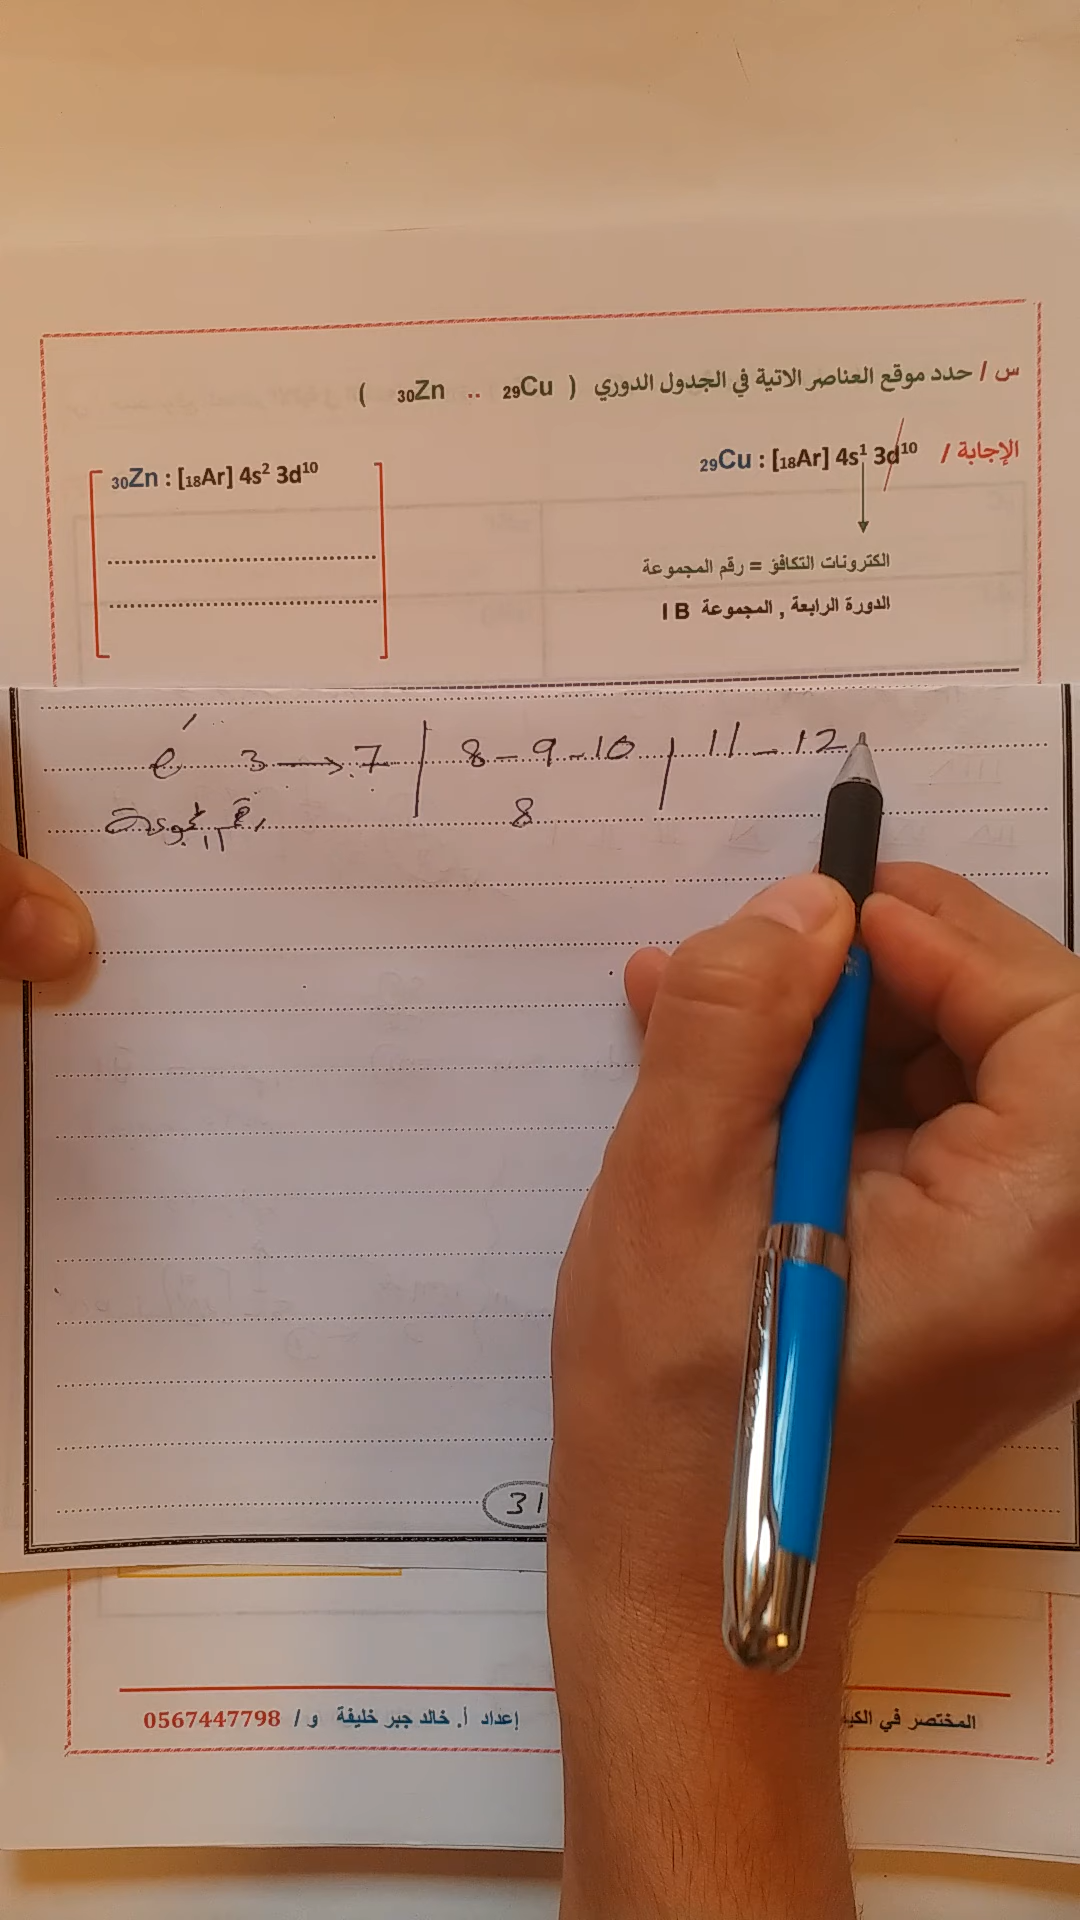 س / حدد موقع العناصر الاتية في الجدول الدوري ( 29Cu .. 30Zn )
الإجابة / 29Cu : [18Ar] 4s¹ 3d¹⁰
الكترونات التكافؤ = رقم المجموعة
الدورة الرابعة , المجموعة I B
30Zn : [18Ar] 4s² 3d¹⁰
e 3 → 7 | 8 - 9 - 10 | 11 - 12
رقم المجموعة 8
31
المختصر في
إعداد أ. خالد جبر خليفة و / 0567447798